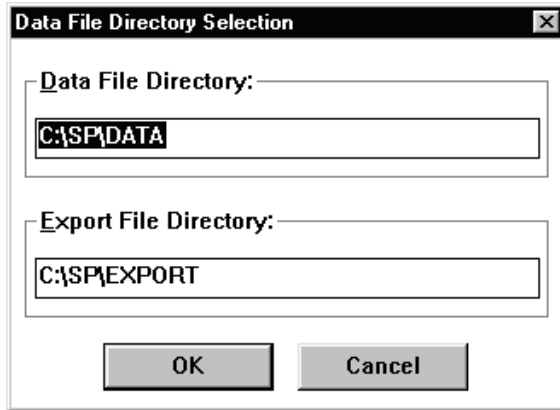 Data File Directory Selection
Data File Directory:
C:\SP\DATA
Export File Directory:
C:\SP\EXPORT
OK Cancel